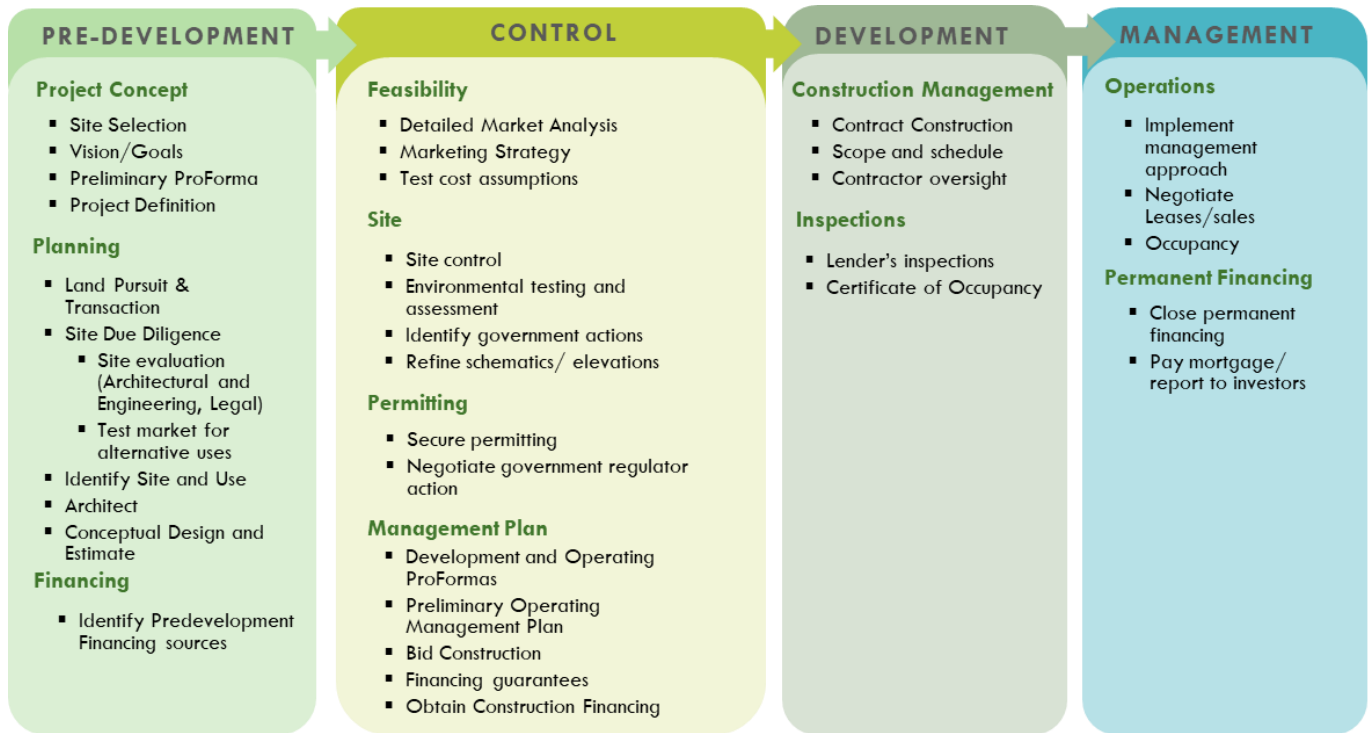 PRE-DEVELOPMENT
Project Concept
▪ Site Selection
▪ Vision/Goals
▪ Preliminary ProForma
▪ Project Definition
Planning
▪ Land Pursuit &
Transaction
▪ Site Due Diligence
▪ Site evaluation
(Architectural and
Engineering, Legal)
▪ Test market for
alternative uses
▪ Identify Site and Use
▪ Architect
▪ Conceptual Design and
Estimate
Financing
▪ Identify Predevelopment
Financing sources
CONTROL
Feasibility
▪ Detailed Market Analysis
▪ Marketing Strategy
▪ Test cost assumptions
Site
▪ Site control
▪ Environmental testing and
assessment
▪ Identify government actions
▪ Refine schematics/ elevations
Permitting
▪ Secure permitting
▪ Negotiate government regulator
action
Management Plan
▪ Development and Operating
ProFormas
▪ Preliminary Operating
Management Plan
▪ Bid Construction
▪ Financing guarantees
▪ Obtain Construction Financing
DEVELOPMENT
Construction Management
▪ Contract Construction
▪ Scope and schedule
▪ Contractor oversight
Inspections
▪ Lender's inspections
▪ Certificate of Occupancy
MANAGEMENT
Operations
▪ Implement
management
approach
▪ Negotiate
Leases/sales
▪ Occupancy
Permanent Financing
▪ Close permanent
financing
▪ Pay mortgage/
report to investors